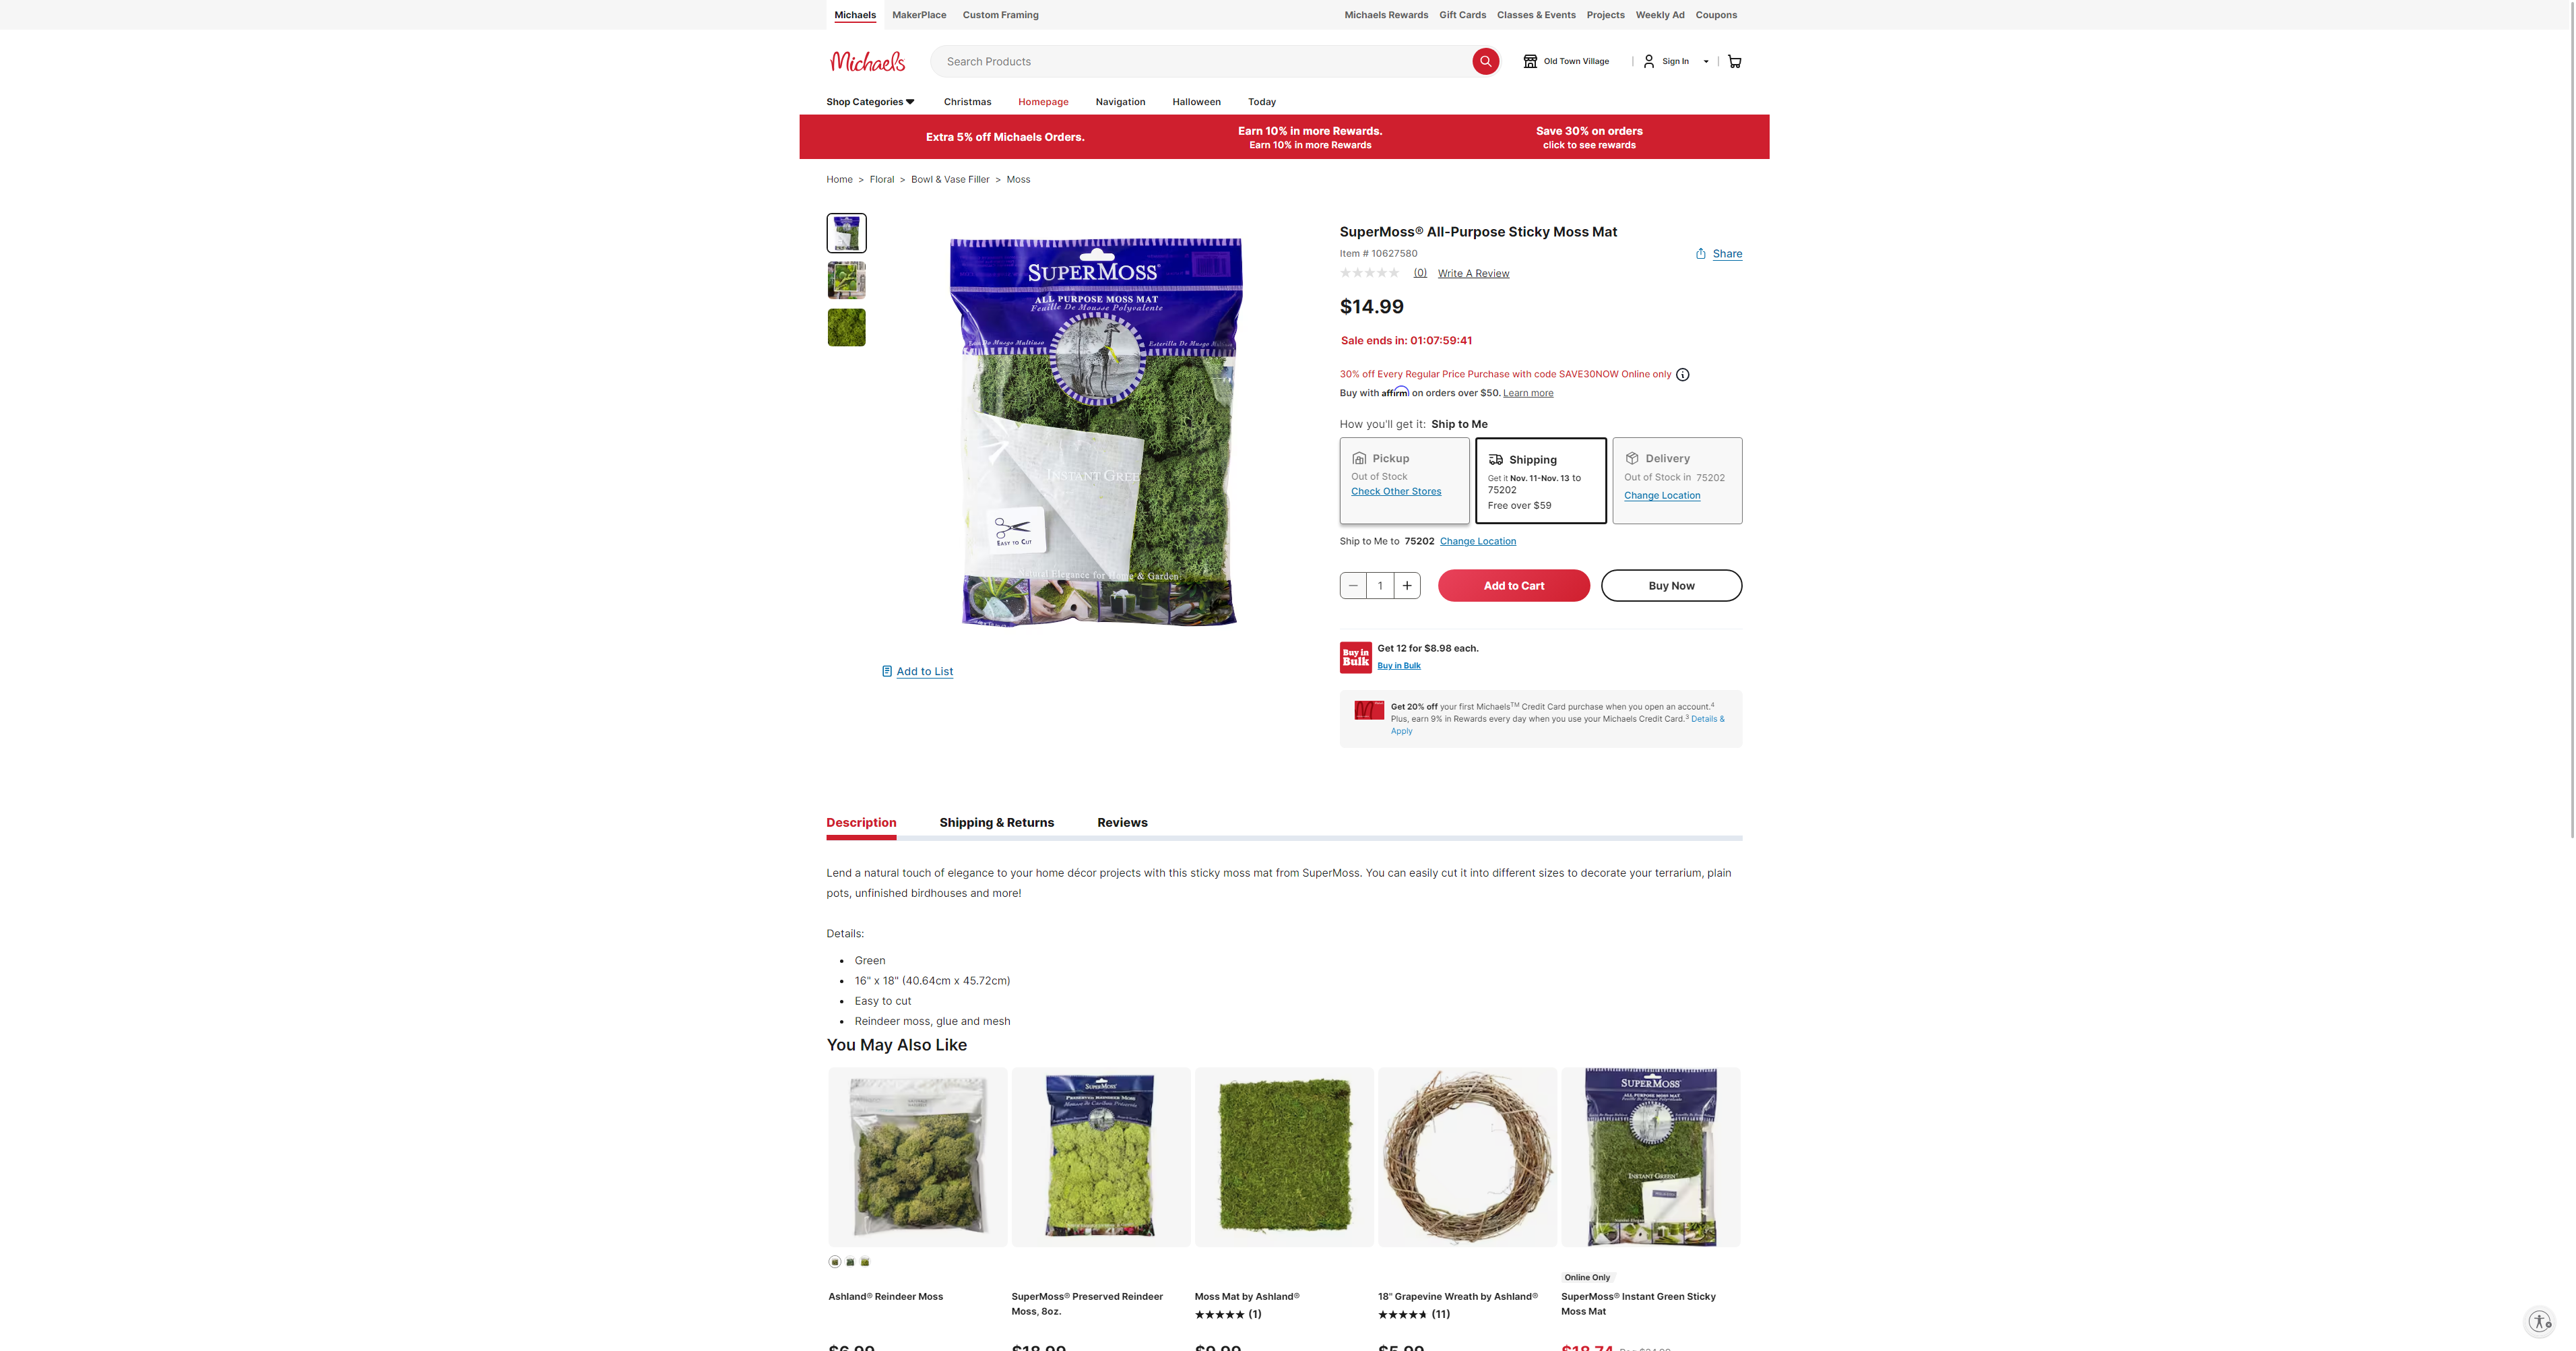 Michaels
MakerPlace
Custom Framing
Michaels Rewards
Gift Cards
Classes & Events
Projects
Weekly Ad
Coupons
Michaels
Search Products
Old Town Village
Sign In
Shop Categories
Christmas
Homepage
Navigation
Halloween
Today
Extra 5% off Michaels Orders.
Earn 10% in more Rewards.
Earn 10% in more Rewards
Save 30% on orders
click to see rewards
Home > Floral > Bowl & Vase Filler > Moss
SUPERMOSS®
ALL PURPOSE MOSS MAT
Feuille De Mousse Polyvalente
Esterilla De Musgo
INSTANT GREE
EASY TO CUT
Natural Elegance for Home & Garden
Add to List
SuperMoss® All-Purpose Sticky Moss Mat
Item # 10627580
Share
(0)
Write A Review
$14.99
Sale ends in: 01:07:59:41
30% off Every Regular Price Purchase with code SAVE30NOW Online only
Buy with affirm on orders over $50. Learn more
How you'll get it: Ship to Me
Pickup
Out of Stock
Check Other Stores
Shipping
Get it Nov. 11-Nov. 13 to
75202
Free over $59
Delivery
Out of Stock in 75202
Change Location
Ship to Me to 75202 Change Location
1
Add to Cart
Buy Now
Buy in
Bulk
Get 12 for $8.98 each.
Buy in Bulk
Get 20% off your first Michaels™ Credit Card purchase when you open an account.4
Plus, earn 9% in Rewards every day when you use your Michaels Credit Card.3 Details &
Apply
Description
Shipping & Returns
Reviews
Lend a natural touch of elegance to your home décor projects with this sticky moss mat from SuperMoss. You can easily cut it into different sizes to decorate your terrarium, plain
pots, unfinished birdhouses and more!
Details:
• Green
• 16" x 18" (40.64cm x 45.72cm)
• Easy to cut
• Reindeer moss, glue and mesh
You May Also Like
SUPERMOSS
PRESERVED REINDEER MOSS
SUPERMOSS
ALL PURPOSE MOSS MAT
INSTANT GREEN
Online Only
Ashland® Reindeer Moss
SuperMoss® Preserved Reindeer
Moss, 8oz.
Moss Mat by Ashland®
(1)
18" Grapevine Wreath by Ashland®
(11)
SuperMoss® Instant Green Sticky
Moss Mat